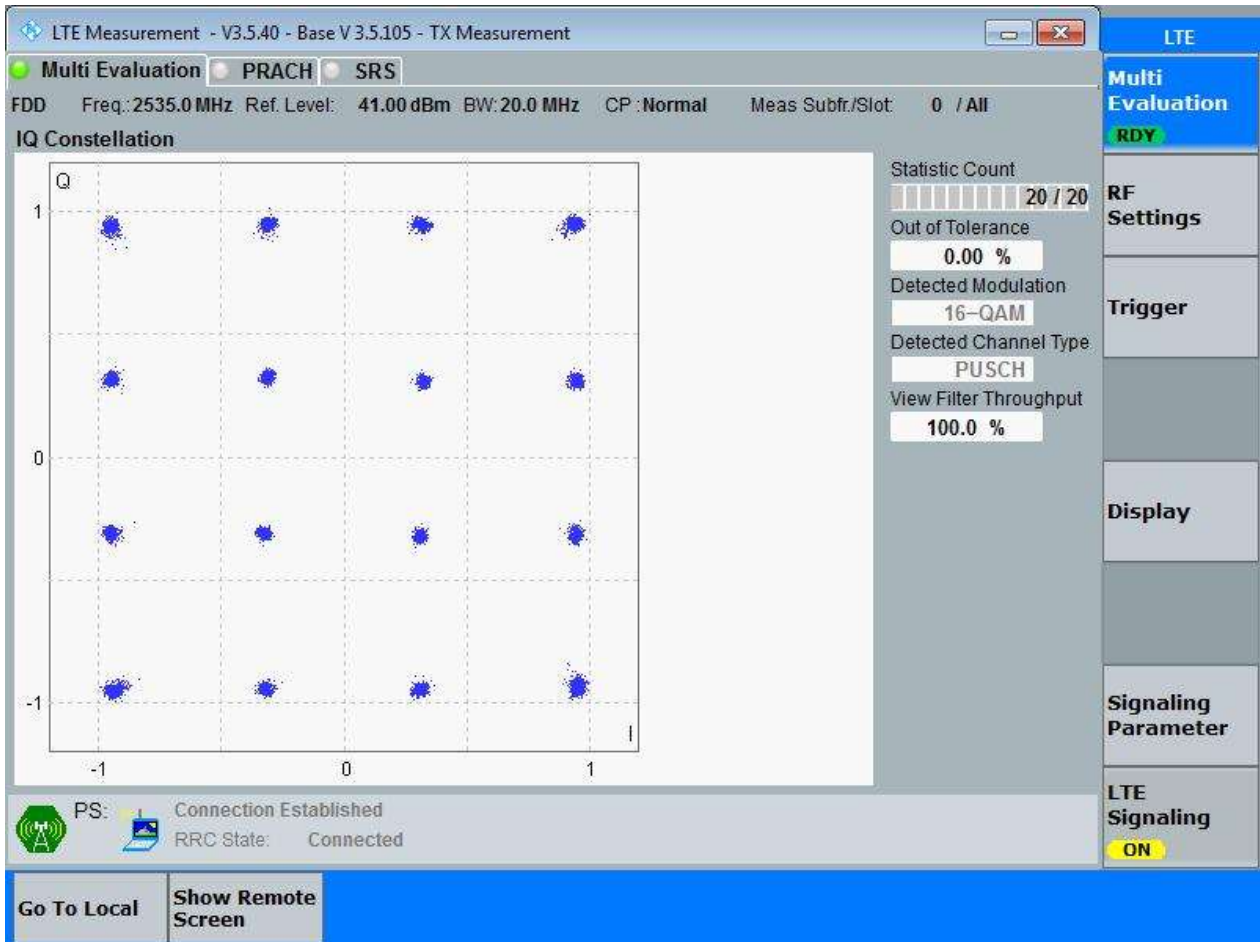 LTE Measurement - V3.5.40 - Base V 3.5.105 - TX Measurement
LTE
Multi Evaluation PRACH SRS
Multi
Evaluation
RDY
FDD Freq.: 2535.0 MHz Ref. Level: 41.00 dBm BW: 20.0 MHz CP : Normal Meas Subfr./Slot: 0 / All
IQ Constellation
Q
1
0
-1
I
-1 0 1
Statistic Count
20 / 20
Out of Tolerance
0.00 %
Detected Modulation
16-QAM
Detected Channel Type
PUSCH
View Filter Throughput
100.0 %
RF
Settings
Trigger
Display
Signaling
Parameter
LTE
Signaling
ON
PS: Connection Established
RRC State: Connected
Go To Local
Show Remote
Screen